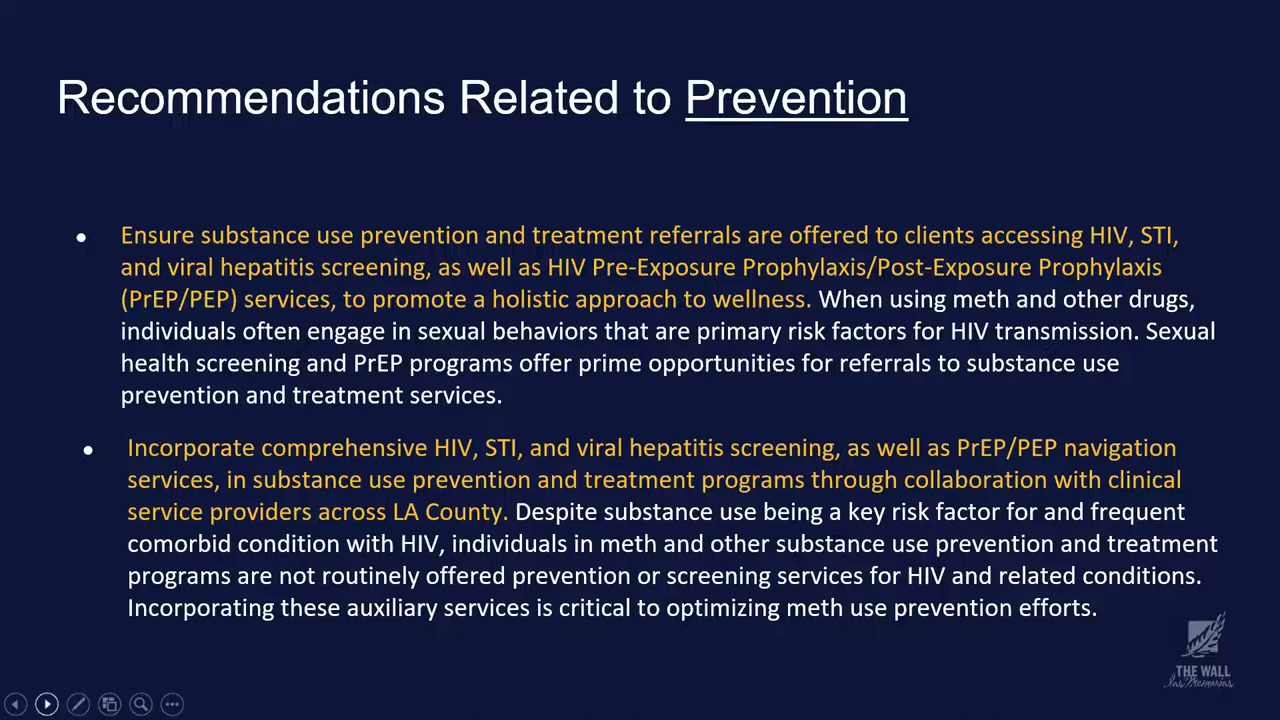 Recommendations Related to Prevention
● Ensure substance use prevention and treatment referrals are offered to clients accessing HIV, STI,
and viral hepatitis screening, as well as HIV Pre-Exposure Prophylaxis/Post-Exposure Prophylaxis
(PrEP/PEP) services, to promote a holistic approach to wellness. When using meth and other drugs,
individuals often engage in sexual behaviors that are primary risk factors for HIV transmission. Sexual
health screening and PrEP programs offer prime opportunities for referrals to substance use
prevention and treatment services.
● Incorporate comprehensive HIV, STI, and viral hepatitis screening, as well as PrEP/PEP navigation
services, in substance use prevention and treatment programs through collaboration with clinical
service providers across LA County. Despite substance use being a key risk factor for and frequent
comorbid condition with HIV, individuals in meth and other substance use prevention and treatment
programs are not routinely offered prevention or screening services for HIV and related conditions.
Incorporating these auxiliary services is critical to optimizing meth use prevention efforts.
THE WALL
Las Memorias